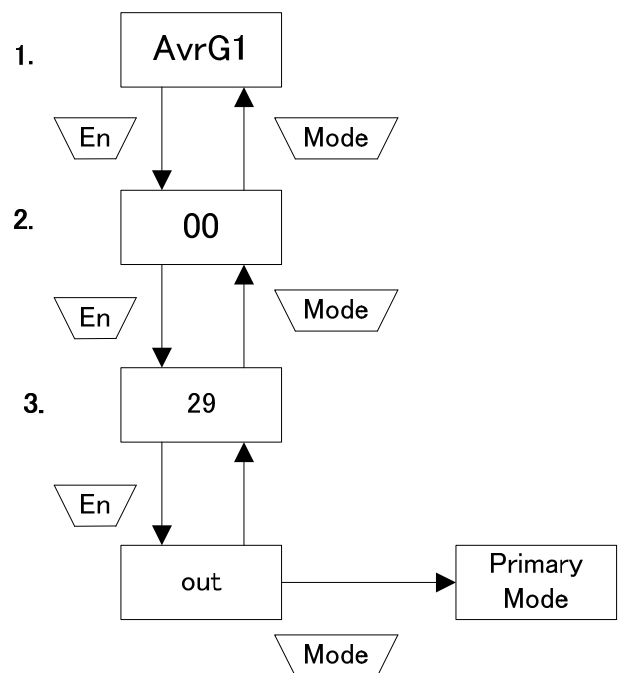 1.
AvrG1
En
Mode
2.
00
En
Mode
3.
29
En
out
Primary
Mode
Mode